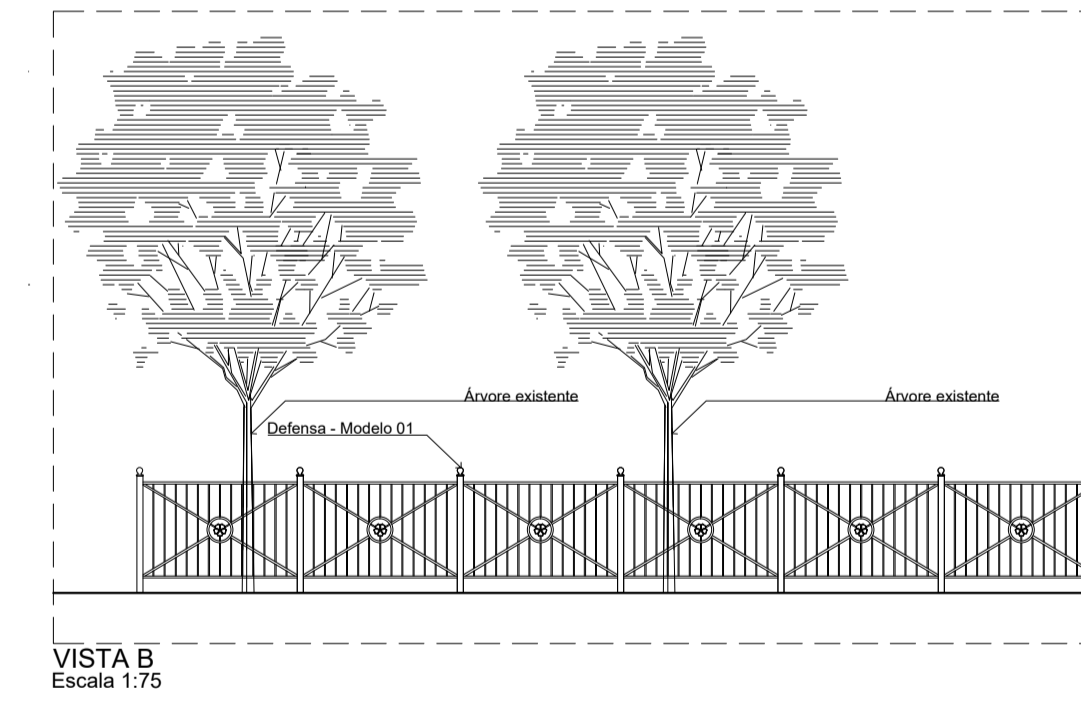 Árvore existente
Árvore existente
Defensa - Modelo 01
VISTA B
Escala 1:75